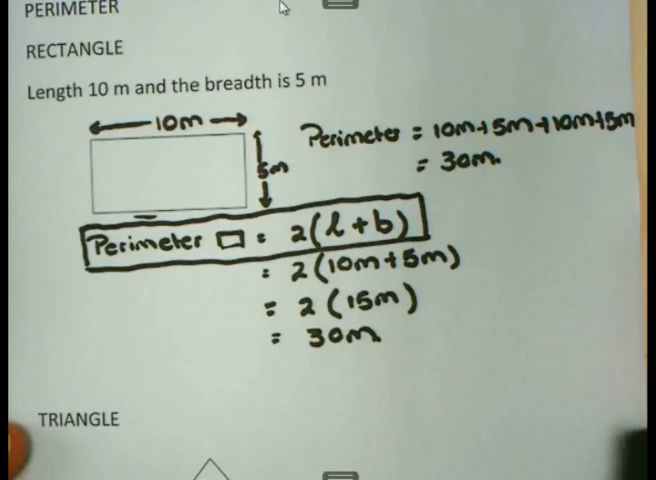 PERIMETER
RECTANGLE
Length 10 m and the breadth is 5 m
10m
5m
Perimeter = 10m+5m+10m+5m
= 30m.
Perimeter = 2(l+b)
= 2(10m+5m)
= 2(15m)
= 30m.
TRIANGLE